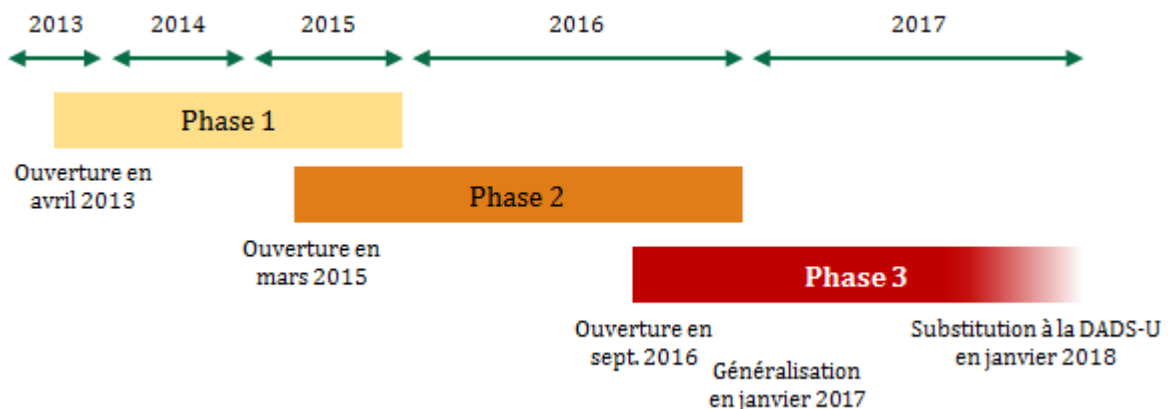 2013 2014 2015 2016 2017
Phase 1
Ouverture en
avril 2013
Phase 2
Ouverture en
mars 2015
Phase 3
Ouverture en
sept. 2016
Généralisation
en janvier 2017
Substitution à la DADS-U
en janvier 2018